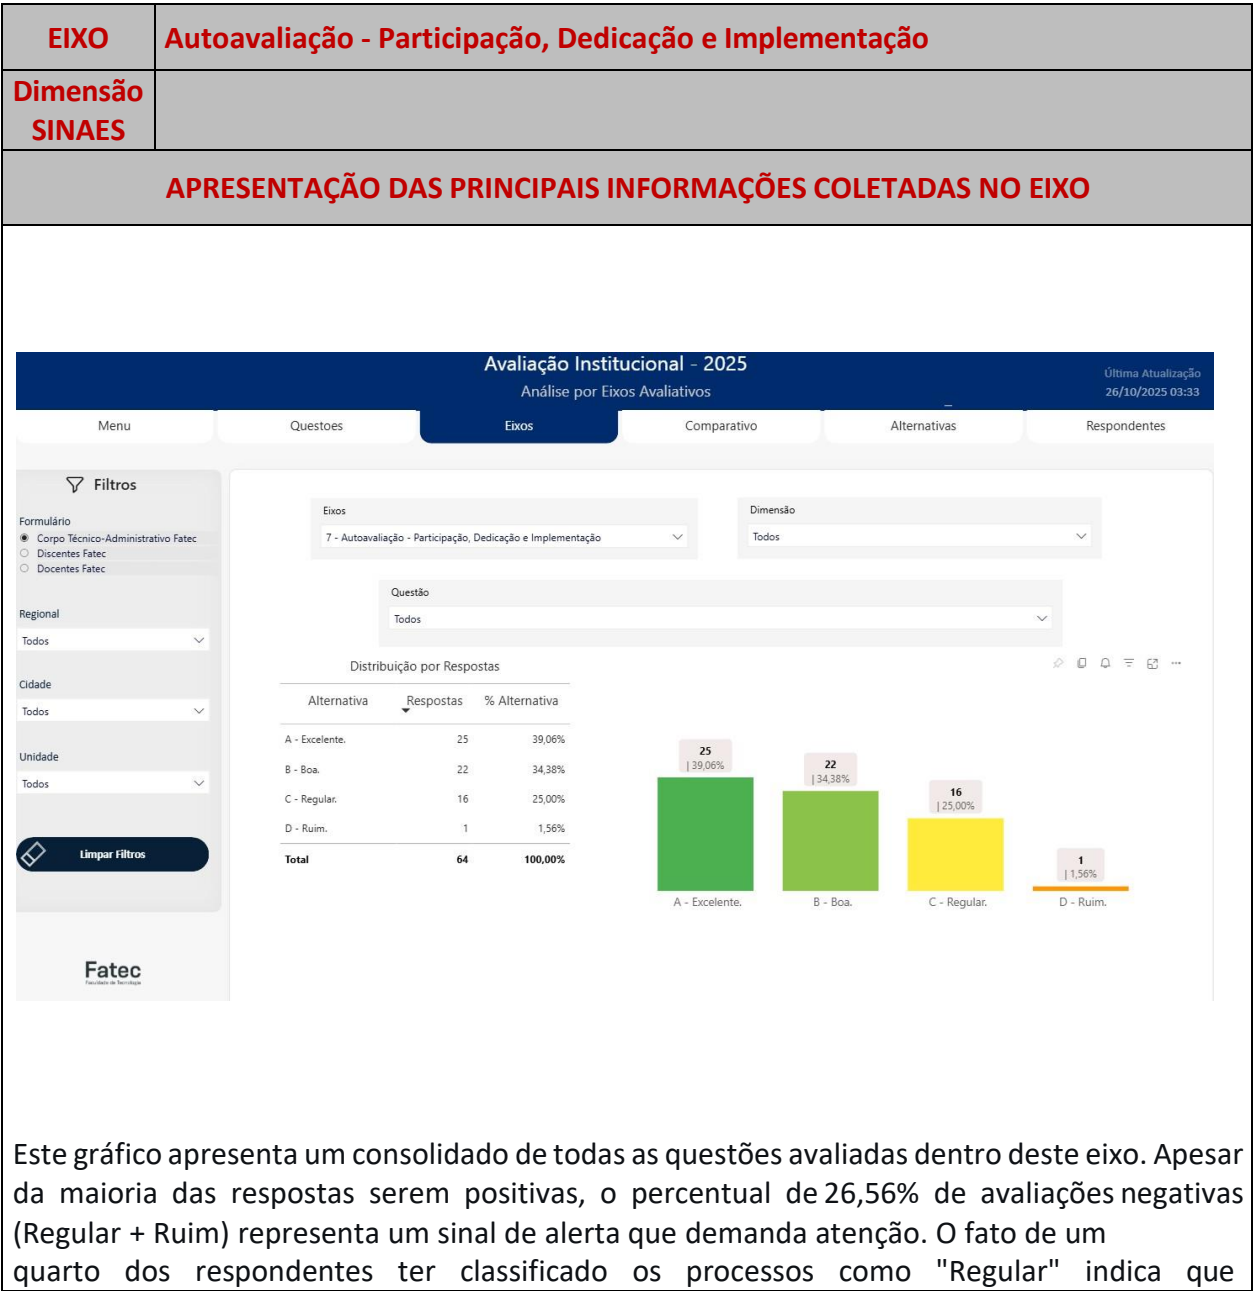 EIXO
Autoavaliação - Participação, Dedicação e Implementação
Dimensão
SINAES
APRESENTAÇÃO DAS PRINCIPAIS INFORMAÇÕES COLETADAS NO EIXO
Avaliação Institucional - 2025
Análise por Eixos Avaliativos
Última Atualização
26/10/2025 03:33
Menu
Questoes
Eixos
Comparativo
Alternativas
Respondentes
Filtros
Formulário
Corpo Técnico-Administrativo Fatec
Discentes Fatec
Docentes Fatec
Regional
Todos
Cidade
Todos
Unidade
Todos
Limpar Filtros
Fatec
Faculdade de Tecnologia
Eixos
7 - Autoavaliação - Participação, Dedicação e Implementação
Dimensão
Todos
Questão
Todos
Distribuição por Respostas
Alternativa Respostas % Alternativa
A - Excelente. 25 39,06%
B - Boa. 22 34,38%
C - Regular. 16 25,00%
D - Ruim. 1 1,56%
Total 64 100,00%
25
| 39,06%
22
| 34,38%
16
| 25,00%
1
| 1,56%
A - Excelente.
B - Boa.
C - Regular.
D - Ruim.
Este gráfico apresenta um consolidado de todas as questões avaliadas dentro deste eixo. Apesar
da maioria das respostas serem positivas, o percentual de 26,56% de avaliações negativas
(Regular + Ruim) representa um sinal de alerta que demanda atenção. O fato de um
quarto dos respondentes ter classificado os processos como "Regular" indica que